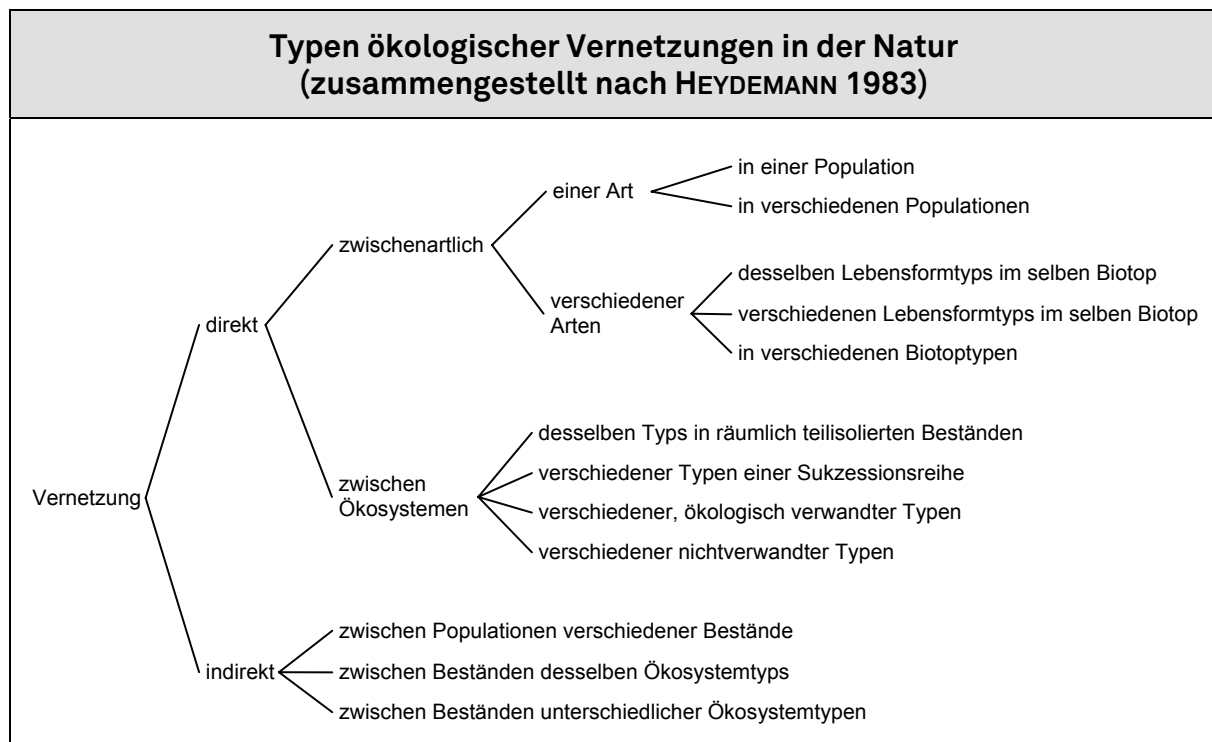 Typen ökologischer Vernetzungen in der Natur
(zusammengestellt nach HEYDEMANN 1983)
Vernetzung
direkt
zwischenartlich
einer Art
in einer Population
in verschiedenen Populationen
verschiedener
Arten
desselben Lebensformtyps im selben Biotop
verschiedenen Lebensformtyps im selben Biotop
in verschiedenen Biotoptypen
zwischen
Ökosystemen
desselben Typs in räumlich teilisolierten Beständen
verschiedener Typen einer Sukzessionsreihe
verschiedener, ökologisch verwandter Typen
verschiedener nichtverwandter Typen
indirekt
zwischen Populationen verschiedener Bestände
zwischen Beständen desselben Ökosystemtyps
zwischen Beständen unterschiedlicher Ökosystemtypen